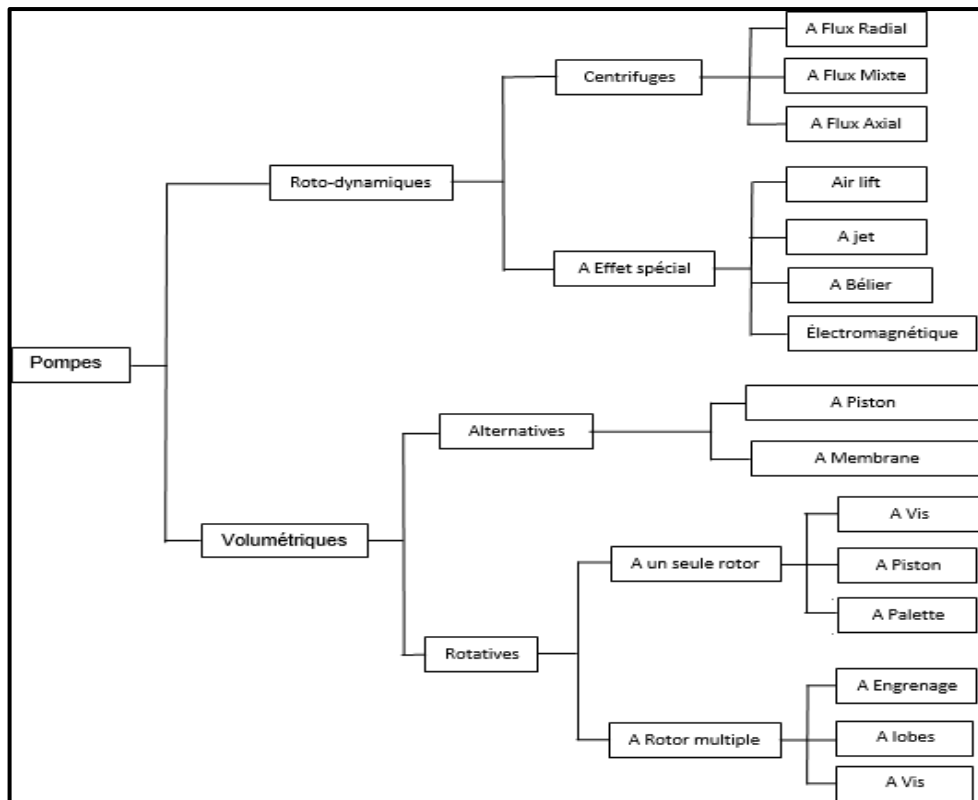 A Flux Radial
Centrifuges
A Flux Mixte
A Flux Axial
Roto-dynamiques
Air lift
A jet
A Effet spécial
A Bélier
Électromagnétique
Pompes
A Piston
Alternatives
A Membrane
A Vis
Volumétriques
A un seule rotor
A Piston
A Palette
Rotatives
A Engrenage
A Rotor multiple
A lobes
A Vis